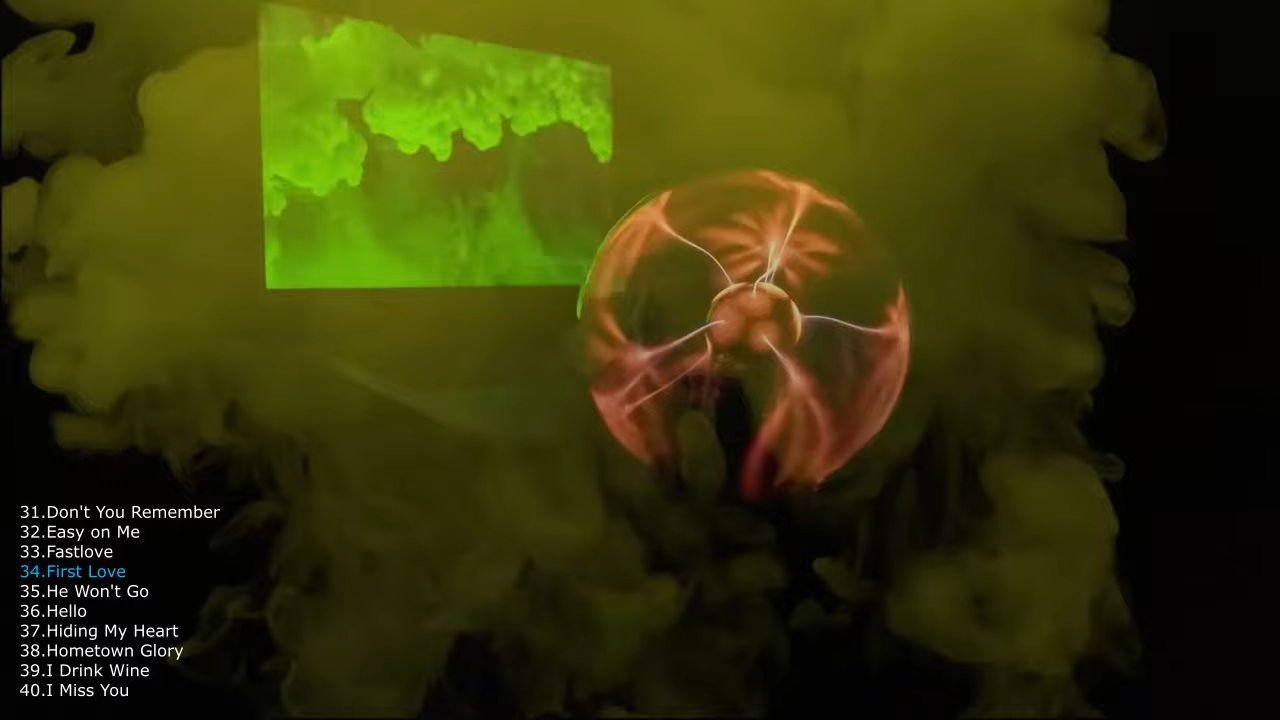 31.Don't You Remember
32.Easy on Me
33.Fastlove
34.First Love
35.He Won't Go
36.Hello
37.Hiding My Heart
38.Hometown Glory
39.I Drink Wine
40.I Miss You